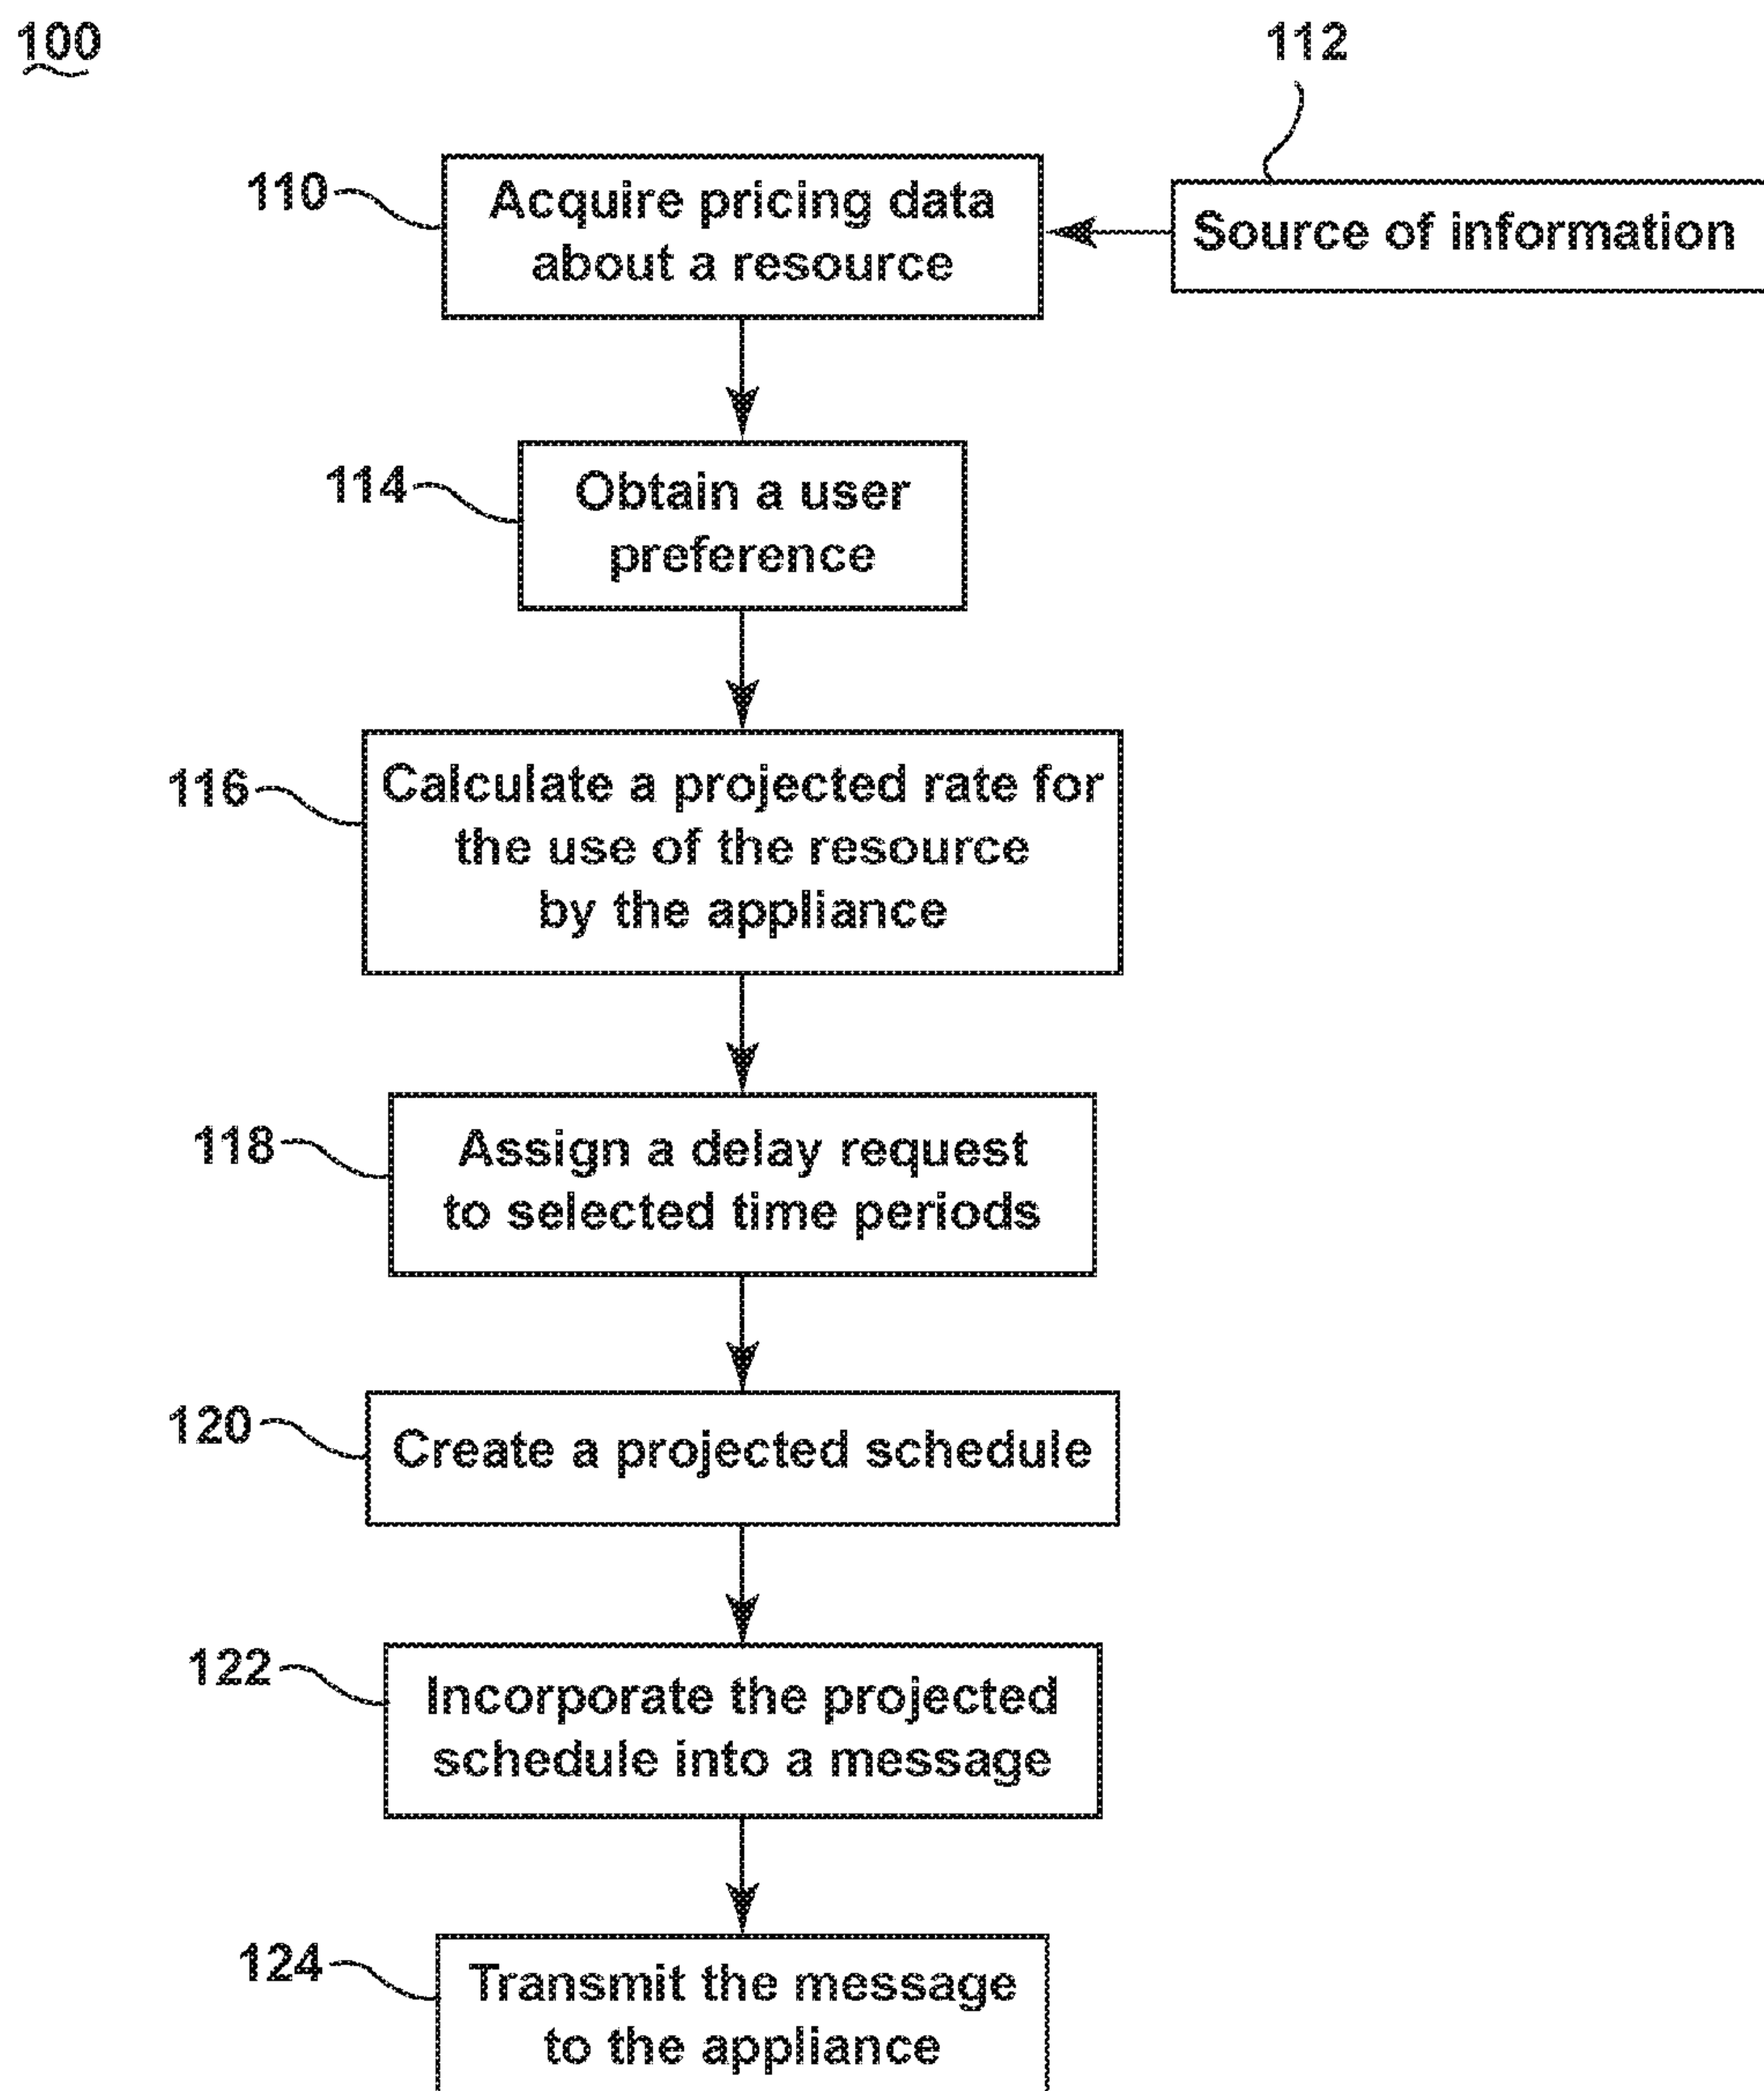 100
112
110
Acquire pricing data
about a resource
Source of information
114
Obtain a user
preference
116
Calculate a projected rate for
the use of the resource
by the appliance
118
Assign a delay request
to selected time periods
120
Create a projected schedule
122
Incorporate the projected
schedule into a message
124
Transmit the message
to the appliance